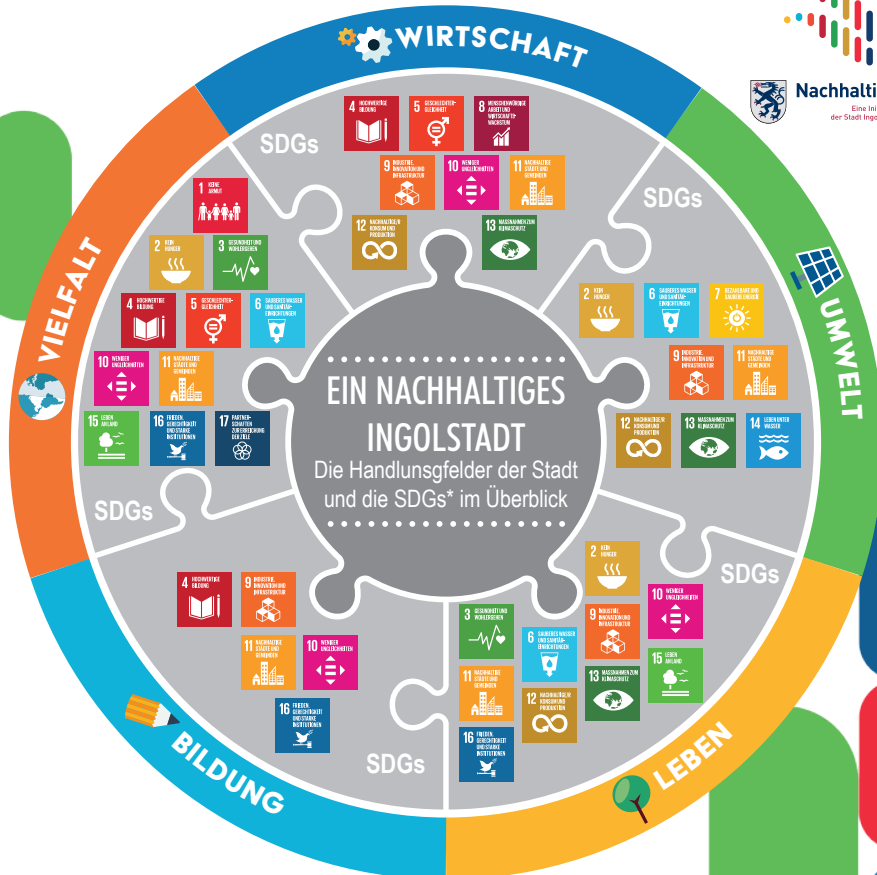 WIRTSCHAFT
Nachhalti
Eine Ini
der Stadt Ingo
SDGs
4 HOCHWERTIGE
BILDUNG
5 GESCHLECHTER-
GLEICHHEIT
8 MENSCHENWÜRDIGE
ARBEIT UND
WIRTSCHAFTS-
WACHSTUM
9 INDUSTRIE,
INNOVATION UND
INFRASTRUKTUR
10 WENIGER
UNGLEICHHEITEN
11 NACHHALTIGE
STÄDTE UND
GEMEINDEN
12 NACHHALTIGE/R
KONSUM UND
PRODUKTION
13 MASSNAHMEN ZUM
KLIMASCHUTZ
UMWELT
SDGs
2 KEIN
HUNGER
6 SAUBERES WASSER
UND SANITÄR-
EINRICHTUNGEN
7 BEZAHLBARE UND
SAUBERE ENERGIE
9 INDUSTRIE,
INNOVATION UND
INFRASTRUKTUR
11 NACHHALTIGE
STÄDTE UND
GEMEINDEN
12 NACHHALTIGE/R
KONSUM UND
PRODUKTION
13 MASSNAHMEN ZUM
KLIMASCHUTZ
14 LEBEN UNTER
WASSER
VIELFALT
1 KEINE
ARMUT
2 KEIN
HUNGER
3 GESUNDHEIT UND
WOHLERGEHEN
4 HOCHWERTIGE
BILDUNG
5 GESCHLECHTER-
GLEICHHEIT
6 SAUBERES WASSER
UND SANITÄR-
EINRICHTUNGEN
10 WENIGER
UNGLEICHHEITEN
11 NACHHALTIGE
STÄDTE UND
GEMEINDEN
15 LEBEN
AN LAND
16 FRIEDEN,
GERECHTIGKEIT
UND STARKE
INSTITUTIONEN
17 PARTNER-
SCHAFTEN
ZUR ERREICHUNG
DER ZIELE
SDGs
EIN NACHHALTIGES
INGOLSTADT
Die Handlunsgfelder der Stadt
und die SDGs* im Überblick
BILDUNG
4 HOCHWERTIGE
BILDUNG
9 INDUSTRIE,
INNOVATION UND
INFRASTRUKTUR
11 NACHHALTIGE
STÄDTE UND
GEMEINDEN
10 WENIGER
UNGLEICHHEITEN
16 FRIEDEN,
GERECHTIGKEIT
UND STARKE
INSTITUTIONEN
SDGs
LEBEN
SDGs
2 KEIN
HUNGER
10 WENIGER
UNGLEICHHEITEN
3 GESUNDHEIT UND
WOHLERGEHEN
9 INDUSTRIE,
INNOVATION UND
INFRASTRUKTUR
6 SAUBERES WASSER
UND SANITÄR-
EINRICHTUNGEN
15 LEBEN
AN LAND
11 NACHHALTIGE
STÄDTE UND
GEMEINDEN
13 MASSNAHMEN ZUM
KLIMASCHUTZ
12 NACHHALTIGE/R
KONSUM UND
PRODUKTION
16 FRIEDEN,
GERECHTIGKEIT
UND STARKE
INSTITUTIONEN